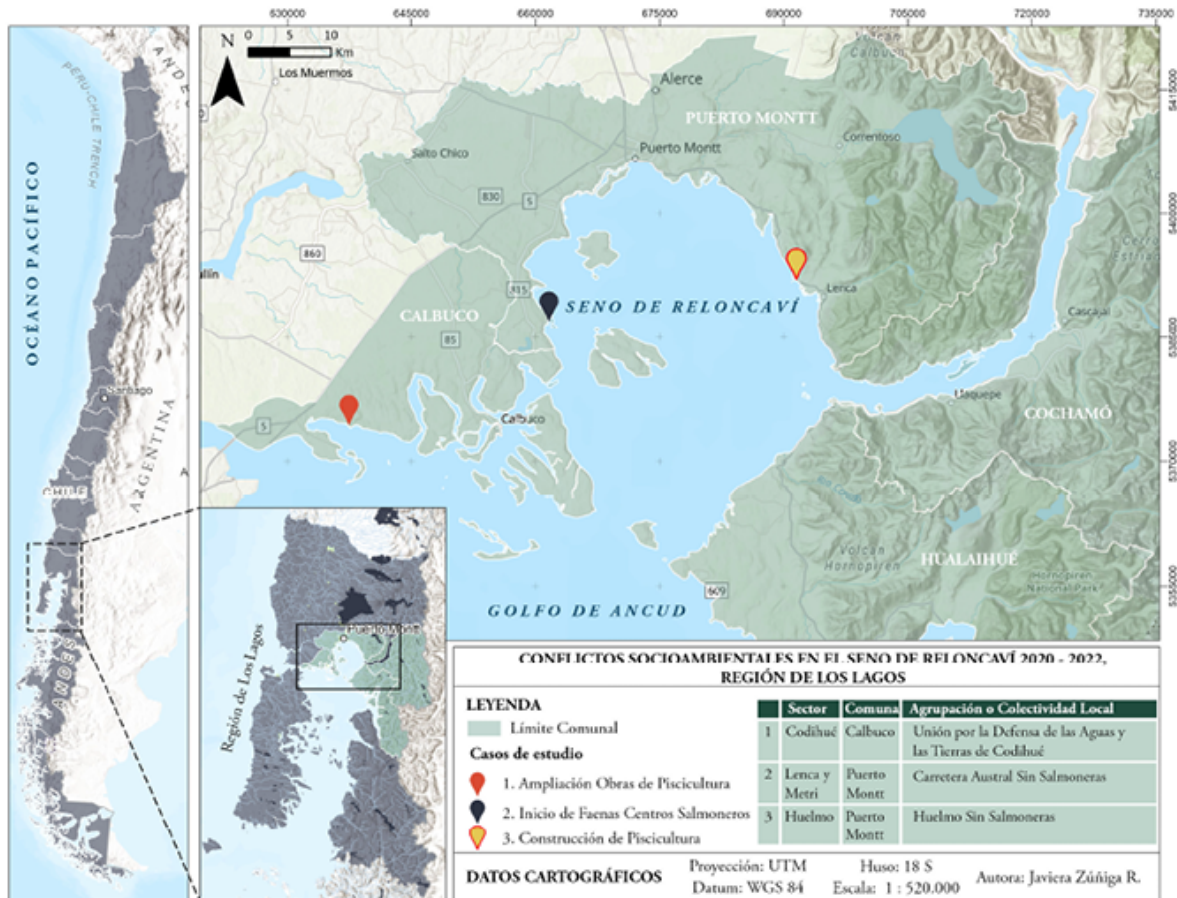 630000
645000
660000
675000
690000
705000
720000
735000
5415000
5400000
5385000
5370000
5355000
N
0 5 10
Km
Los Muermos
Alerce
PUERTO MONTT
Correntoso
Salto Chico
Puerto Montt
830
5
860
815
Lenca
CALBUCO
SENO DE RELONCAVÍ
85
Cascajal
Calbuco
5
COCHAMÓ
Volcán
Hornopiren
HUALAIHUÉ
Hornopiren
National Park
609
GOLFO DE ANCUD
OCÉANO PACÍFICO
PERU-CHILE TRENCH
Santiago
ARGENTINA
CHILE
ANDES
Puerto Montt
Región de Los Lagos
CONFLICTOS SOCIOAMBIENTALES EN EL SENO DE RELONCAVÍ 2020 - 2022,
REGIÓN DE LOS LAGOS
LEYENDA
Límite Comunal
Casos de estudio
1. Ampliación Obras de Piscicultura
2. Inicio de Faenas Centros Salmoneros
3. Construcción de Piscicultura
Sector Comuna Agrupación o Colectividad Local
1 Codihué Calbuco Unión por la Defensa de las Aguas y
las Tierras de Codihué
2 Lenca y Puerto Carretera Austral Sin Salmoneras
Metri Montt
3 Huelmo Puerto Huelmo Sin Salmoneras
Montt
DATOS CARTOGRÁFICOS
Proyección: UTM Huso: 18 S
Datum: WGS 84 Escala: 1 : 520.000
Autora: Javiera Zúñiga R.